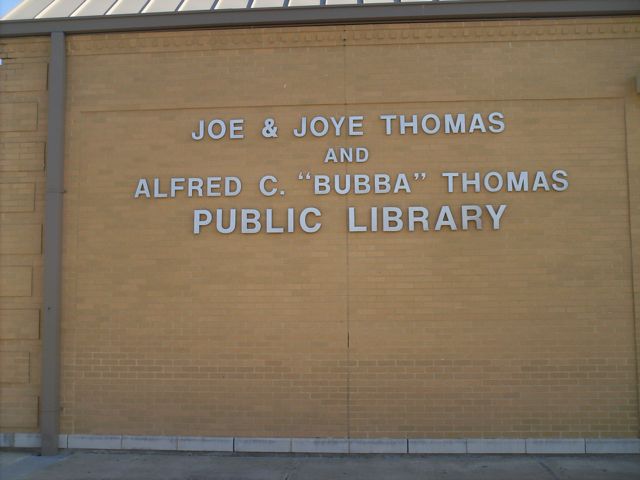 JOE & JOYE THOMAS
AND
ALFRED C. "BUBBA" THOMAS
PUBLIC LIBRARY